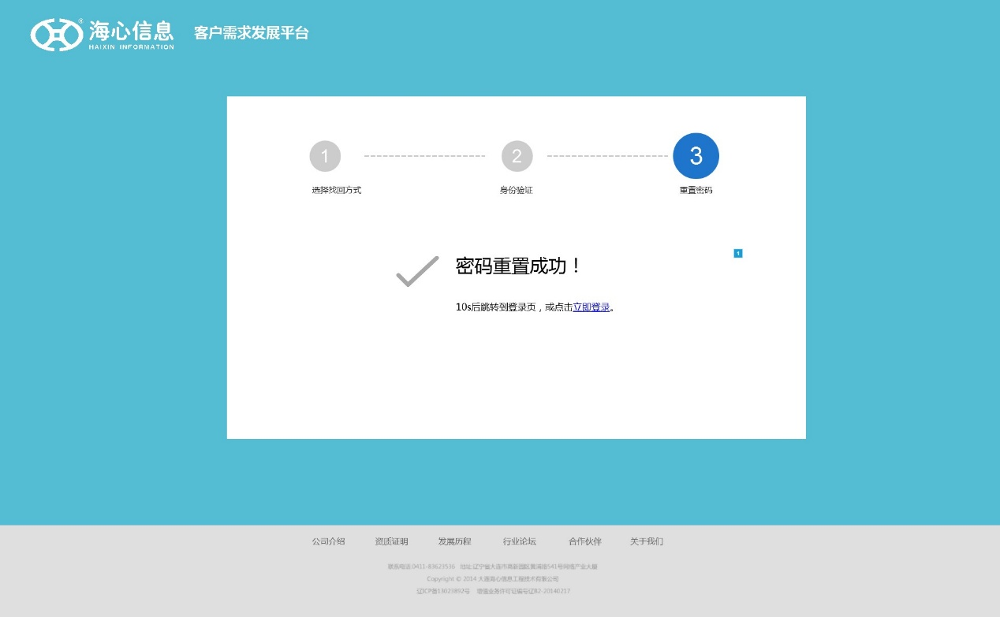 海心信息® 客户需求发展平台
HAIXIN INFORMATION
1 2 3
选择找回方式 身份验证 重置密码
1
密码重置成功！
10s后跳转到登录页，或点击立即登录。
公司介绍 资质证明 发展历程 行业论坛 合作伙伴 关于我们
联系电话:0411-83623536 地址:辽宁省大连市高新园区黄浦路541号网络产业大厦
Copyright © 2014 大连海心信息工程技术有限公司
辽ICP备13023892号 增值业务许可证编号:辽B2-20140217